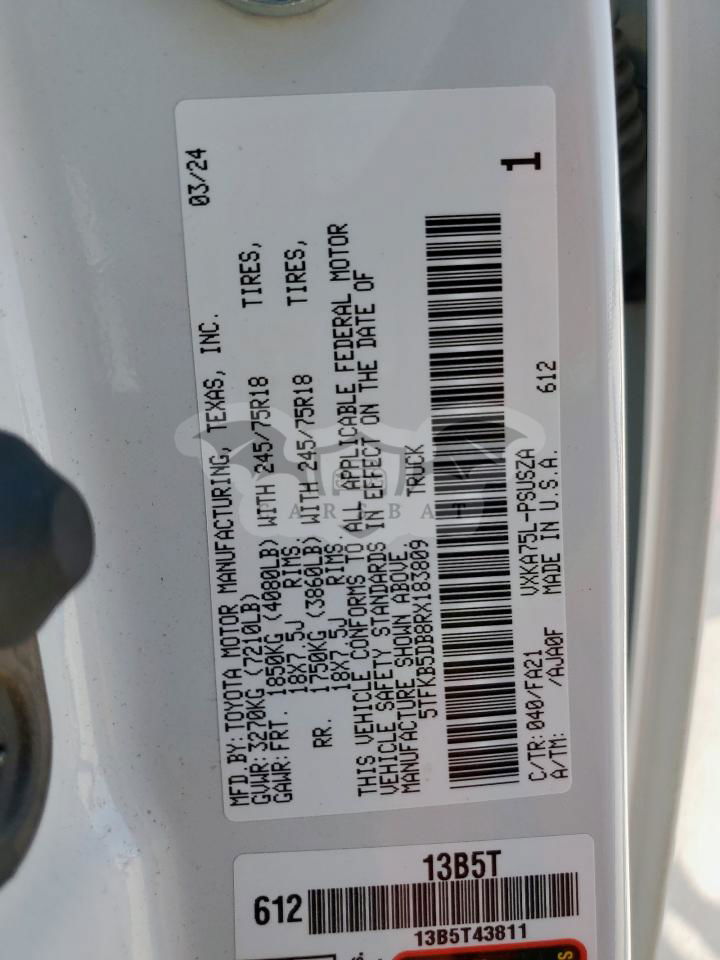 MFD.BY:TOYOTA MOTOR MANUFACTURING, TEXAS, INC. 03/24
GVWR:3270KG (7210LB)
GAWR:FRT. 1850KG (4080LB) WITH 245/75R18 TIRES,
18X7.5J RIMS,
RR. 1750KG (3860LB) WITH 245/75R18 TIRES,
18X7.5J RIMS.
THIS VEHICLE CONFORMS TO ALL APPLICABLE FEDERAL MOTOR
VEHICLE SAFETY STANDARDS IN EFFECT ON THE DATE OF
MANUFACTURE SHOWN ABOVE.
5TFKB5DB8RX183809 TRUCK
1
C/TR:040/FA21 VXKA75L-PSUSZA 612
A/TM: /AJA0F MADE IN U.S.A.
13B5T
612
13B5T43811
CARFBAT